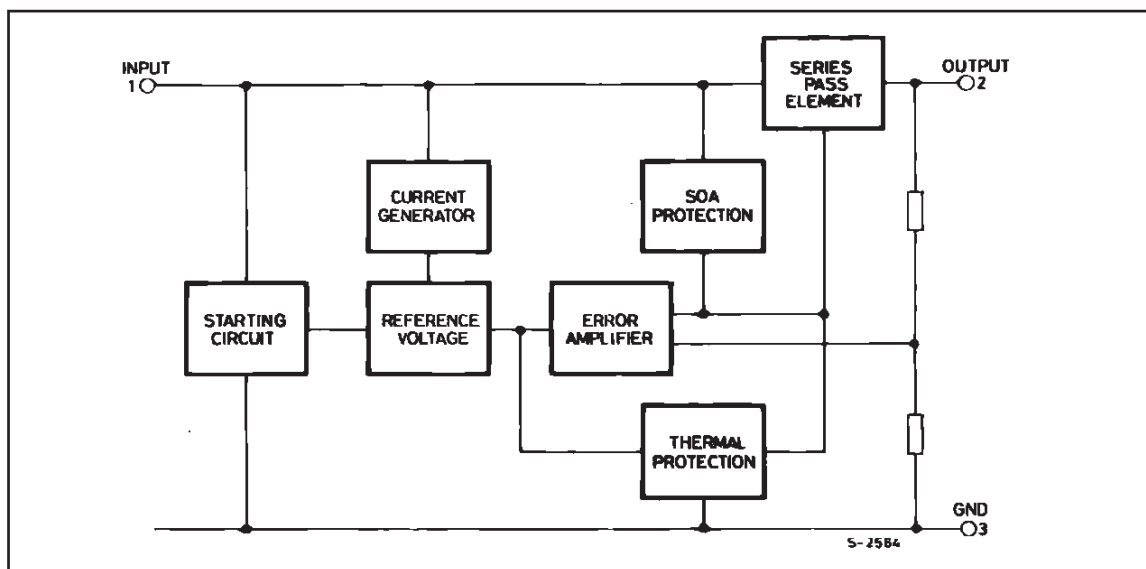 INPUT
1
SERIES
PASS
ELEMENT
OUTPUT
2
CURRENT
GENERATOR
SOA
PROTECTION
STARTING
CIRCUIT
REFERENCE
VOLTAGE
ERROR
AMPLIFIER
THERMAL
PROTECTION
GND
3
S-2564